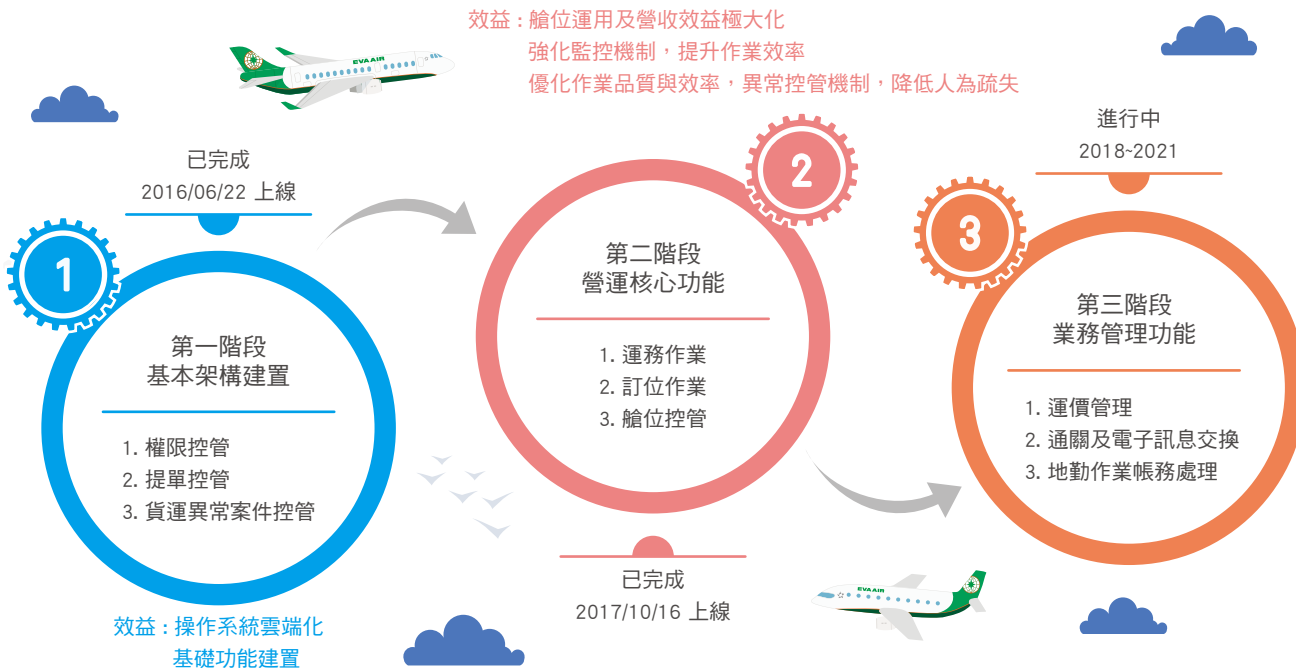 效益：艙位運用及營收效益極大化
強化監控機制，提升作業效率
優化作業品質與效率，異常控管機制，降低人為疏失
EVA AIR
已完成
2016/06/22 上線
1
第一階段
基本架構建置
1. 權限控管
2. 提單控管
3. 貨運異常案件控管
效益：操作系統雲端化
基礎功能建置
2
第二階段
營運核心功能
1. 運務作業
2. 訂位作業
3. 艙位控管
已完成
2017/10/16 上線
進行中
2018~2021
3
第三階段
業務管理功能
1. 運價管理
2. 通關及電子訊息交換
3. 地勤作業帳務處理
EVA AIR